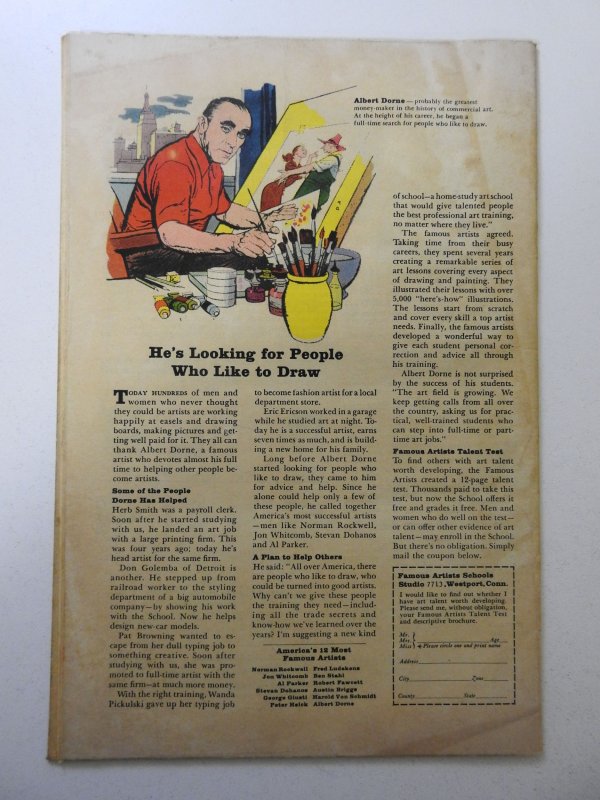 Albert Dorne — probably the greatest
money-maker in the history of commercial art.
At the height of his career, he began a
full-time search for people who like to draw.
He's Looking for People
Who Like to Draw
TODAY HUNDREDS of men and
women who never thought
they could be artists are working
happily at easels and drawing
boards, making pictures and get-
ting well paid for it. They all can
thank Albert Dorne, a famous
artist who devotes almost his full
time to helping other people be-
come artists.
Some of the People
Dorne Has Helped
Herb Smith was a payroll clerk.
Soon after he started studying
with us, he landed an art job
with a large printing firm. This
was four years ago; today he's
head artist for the same firm.
Don Golemba of Detroit is
another. He stepped up from
railroad worker to the styling
department of a big automobile
company—by showing his work
with the School. Now he helps
design new-car models.
Pat Browning wanted to es-
cape from her dull typing job to
something creative. Soon after
studying with us, she was pro-
moted to full-time artist with the
same firm—at much more money.
With the right training, Wanda
Pickulski gave up her typing job
to become fashion artist for a local
department store.
Eric Ericson worked in a garage
while he studied art at night. To-
day he is a successful artist, earns
seven times as much, and is build-
ing a new home for his family.
Long before Albert Dorne
started looking for people who
like to draw, they came to him
for advice and help. Since he
alone could help only a few of
these people, he called together
America's most successful artists
—men like Norman Rockwell,
Jon Whitcomb, Stevan Dohanos
and Al Parker.
A Plan to Help Others
He said: "All over America, there
are people who like to draw, who
could be turned into good artists.
Why can't we give these people
the training they need—includ-
ing all the trade secrets and
know-how we've learned over the
years? I'm suggesting a new kind
America's 12 Most
Famous Artists
Norman Rockwell Fred Ludekens
Jon Whitcomb Ben Stahl
Al Parker Robert Fawcett
Stevan Dohanos Austin Briggs
George Giusti Harold Von Schmidt
Peter Helck Albert Dorne
of school—a home-study art school
that would give talented people
the best professional art training,
no matter where they live."
The famous artists agreed.
Taking time from their busy
careers, they spent several years
creating a remarkable series of
art lessons covering every aspect
of drawing and painting. They
illustrated their lessons with over
5,000 "here's-how" illustrations.
The lessons start from scratch
and cover every skill a top artist
needs. Finally, the famous artists
developed a wonderful way to
give each student personal cor-
rection and advice all through
his training.
Albert Dorne is not surprised
by the success of his students.
"The art field is growing. We
keep getting calls from all over
the country, asking us for prac-
tical, well-trained students who
can step into full-time or part-
time art jobs."
Famous Artists Talent Test
To find others with art talent
worth developing, the Famous
Artists created a 12-page talent
test. Thousands paid to take this
test, but now the School offers it
free and grades it free. Men and
women who do well on the test—
or can offer other evidence of art
talent—may enroll in the School.
But there's no obligation. Simply
mail the coupon below.
Famous Artists Schools
Studio 7713, Westport, Conn.
I would like to find out whether I
have art talent worth developing.
Please send me, without obligation,
your Famous Artists Talent Test
and descriptive brochure.
Mr.
Mrs. Age
Miss Please circle one and print name
Address
City Zone
County State